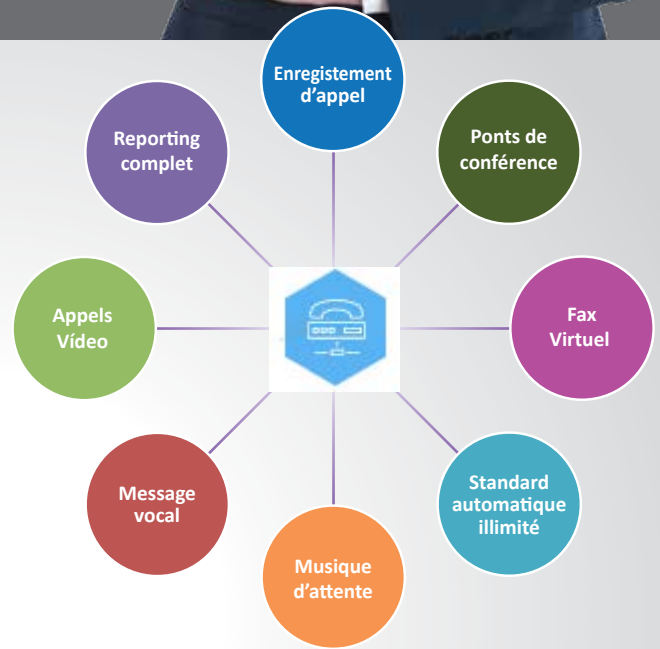 Enregistement
d'appel
Ponts de
conférence
Fax
Virtuel
Standard
automatique
illimité
Musique
d'attente
Message
vocal
Appels
Vídeo
Reporting
complet